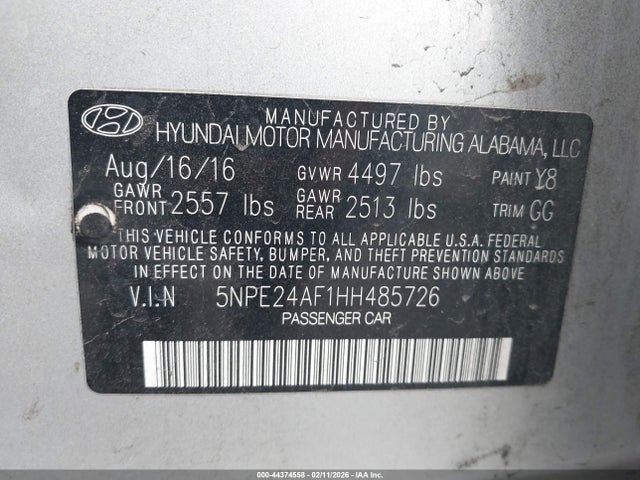 MANUFACTURED BY
HYUNDAI MOTOR MANUFACTURING ALABAMA, LLC
Aug/16/16 GVWR 4497 lbs PAINT Y8
GAWR FRONT 2557 lbs GAWR REAR 2513 lbs TRIM GG
THIS VEHICLE CONFORMS TO ALL APPLICABLE U.S.A. FEDERAL
MOTOR VEHICLE SAFETY, BUMPER, AND THEFT PREVENTION STANDARDS
IN EFFECT ON THE DATE OF MANUFACTURE SHOWN ABOVE
V.I.N 5NPE24AF1HH485726
PASSENGER CAR
000-44374558 - 02/11/2026 - © IAA, Inc.